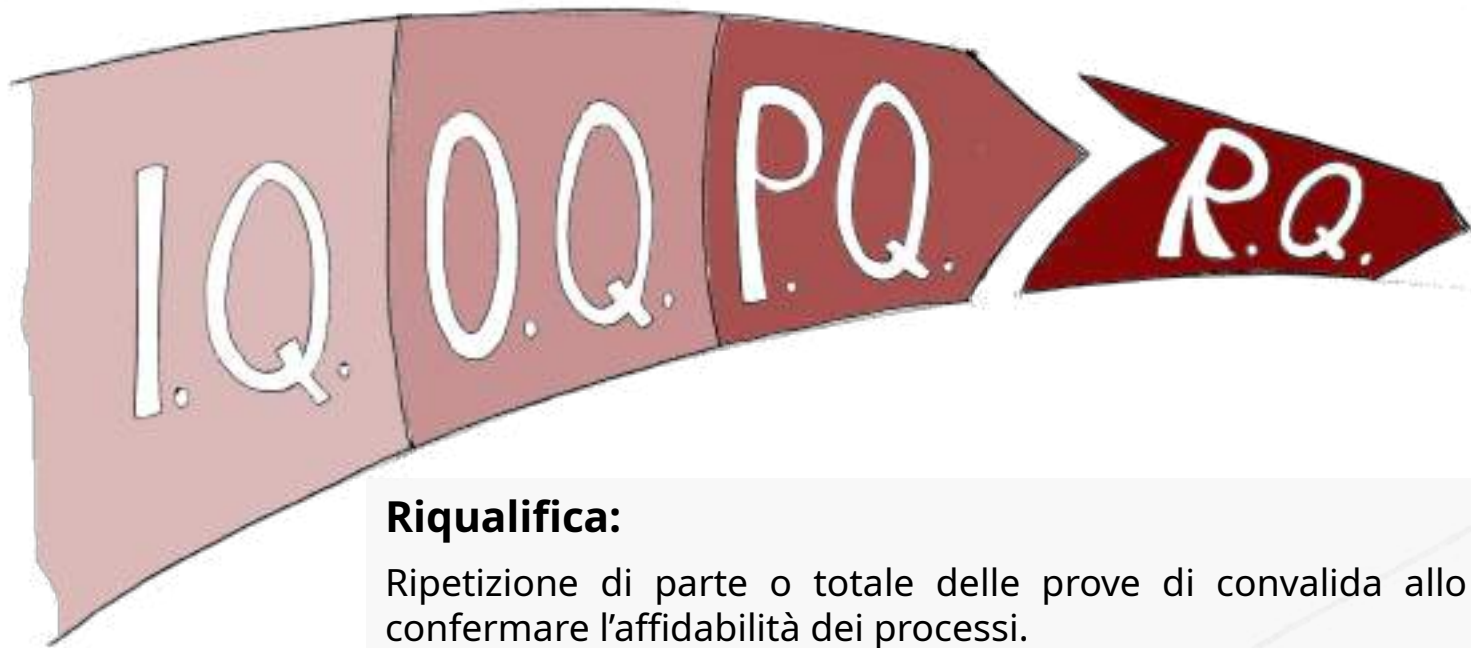 I.Q. O.Q. P.Q. R.Q.
Riqualifica:
Ripetizione di parte o totale delle prove di convalida allo
confermare l’affidabilità dei processi.